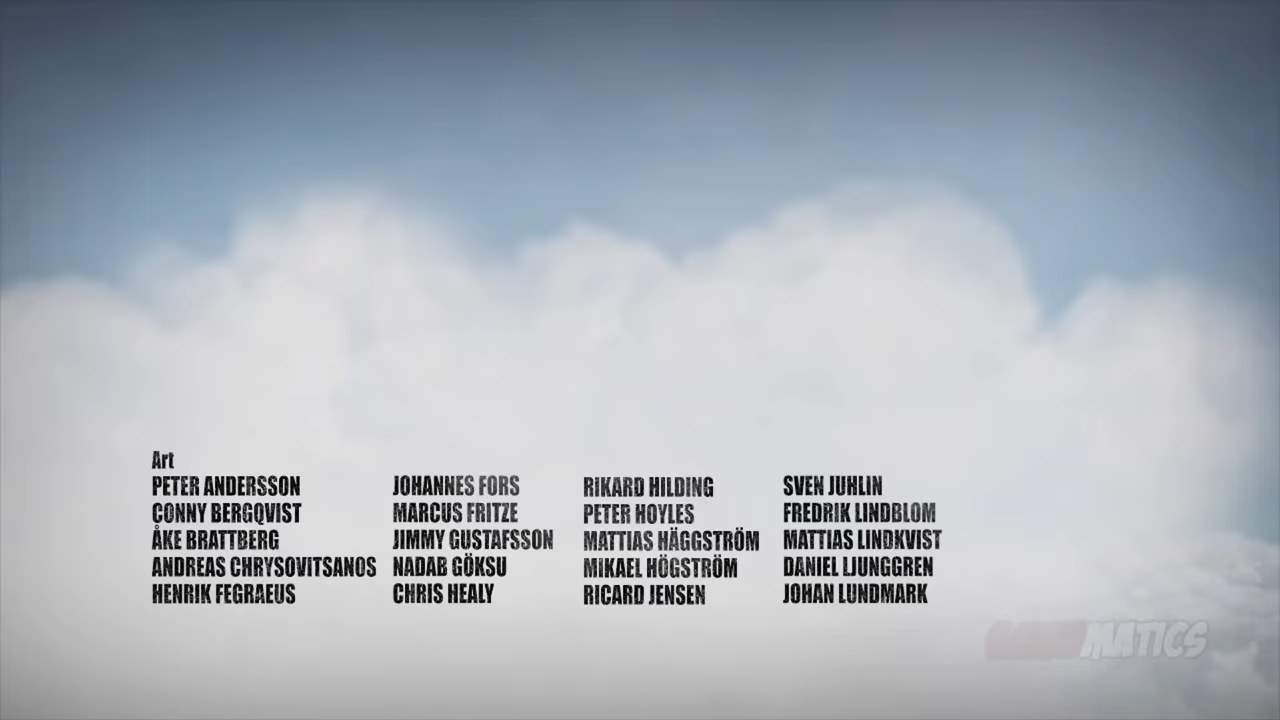 Art
PETER ANDERSSON
CONNY BERGQVIST
ÅKE BRATTBERG
ANDREAS CHRYSOVITSANOS
HENRIK FEGRAEUS
JOHANNES FORS
MARCUS FRITZE
JIMMY GUSTAFSSON
NADAB GÖKSU
CHRIS HEALY
RIKARD HILDING
PETER HOYLES
MATTIAS HÄGGSTRÖM
MIKAEL HÖGSTRÖM
RICARD JENSEN
SVEN JUHLIN
FREDRIK LINDBLOM
MATTIAS LINDKVIST
DANIEL LJUNGGREN
JOHAN LUNDMARK
MATICS